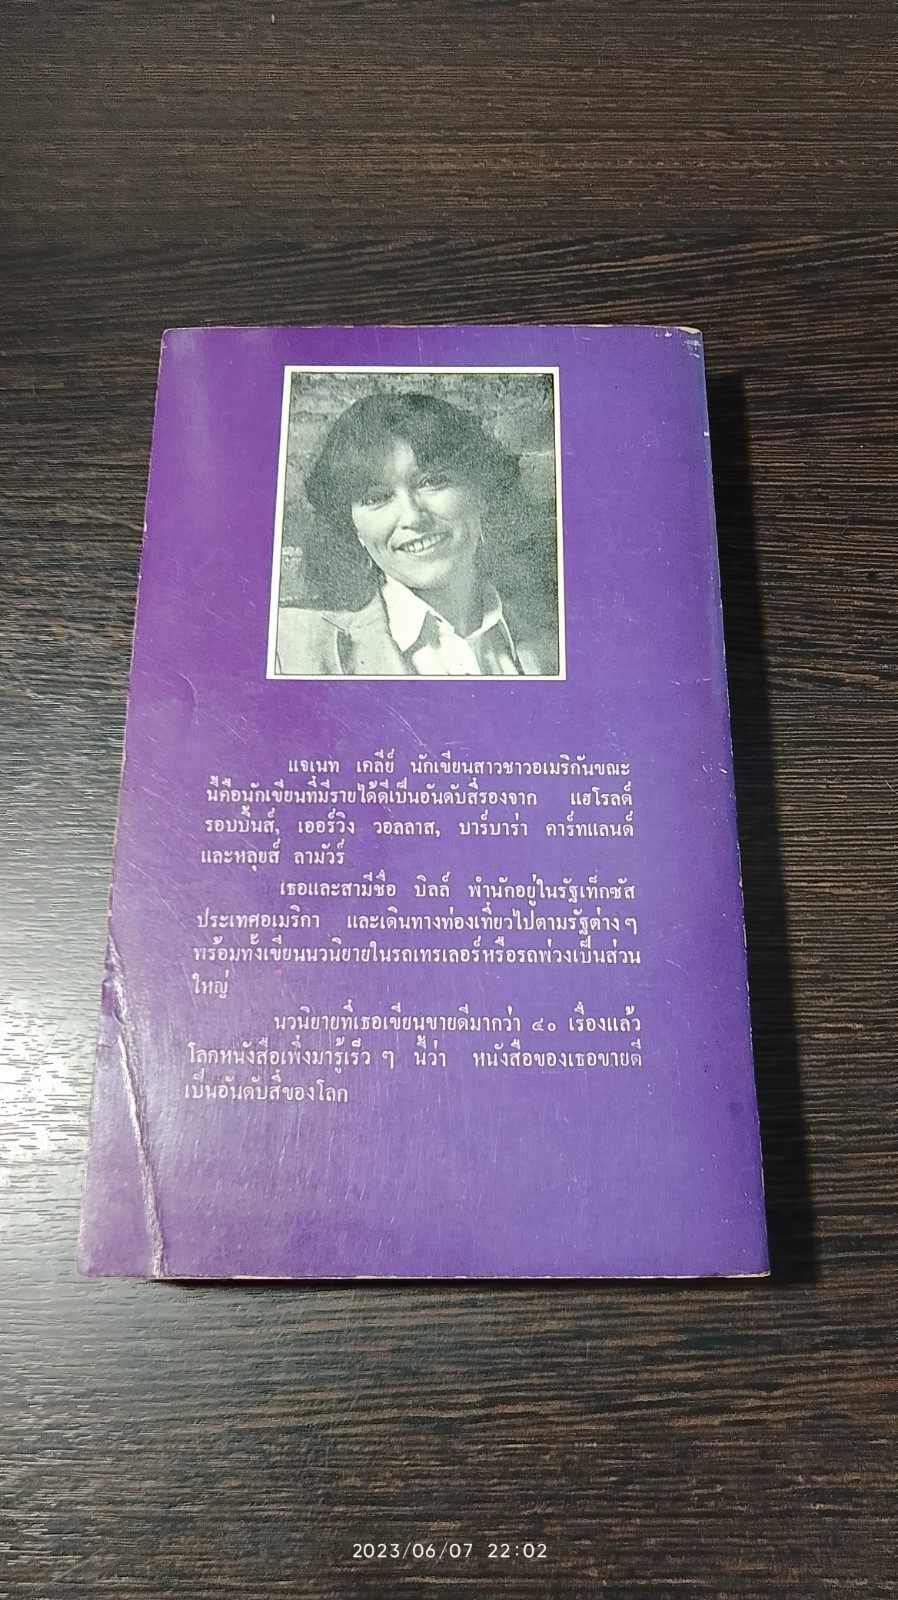 แจเนท เคลีย์ นักเขียนสาวชาวอเมริกันขณะ
นี้คือนักเขียนที่มีรายได้ดีเป็นอันดับสี่รองจาก แฮโรลด์
รอบบิ้นส์, เออร์วิง วอลลาส, บาร์บาร่า คาร์ทแลนด์
และหลุยส์ ลามัวร์
เธอและสามีชื่อ บิลล์ พำนักอยู่ในรัฐเท็กซัส
ประเทศอเมริกา และเดินทางท่องเที่ยวไปตามรัฐต่าง ๆ
พร้อมทั้งเขียนนวนิยายในรถเทรเลอร์หรือรถพ่วงเป็นส่วน
ใหญ่
นวนิยายที่เธอเขียนขายดีมากว่า ๔๐ เรื่องแล้ว
โลกหนังสือเพิ่งมารู้เร็ว ๆ นี้ว่า หนังสือของเธอขายดี
เป็นอันดับสี่ของโลก
2023/06/07 22:02